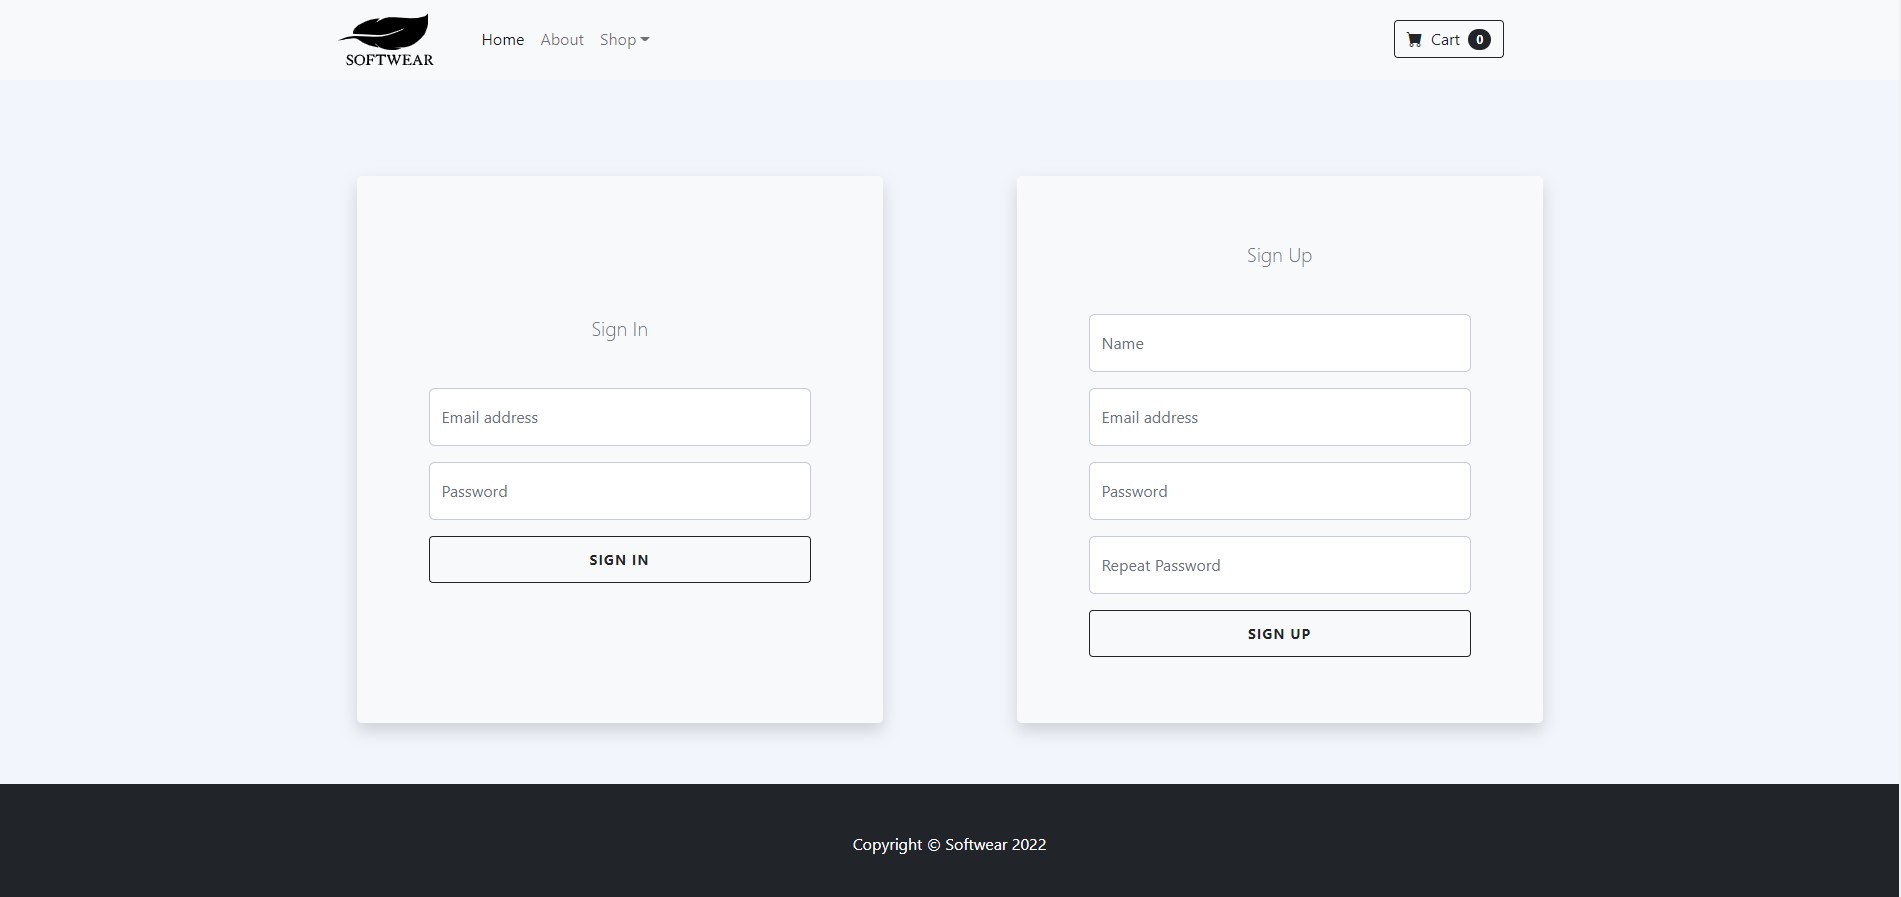 SOFTWEAR
Home About Shop
Cart 0
Sign In
Email address
Password
SIGN IN
Sign Up
Name
Email address
Password
Repeat Password
SIGN UP
Copyright © Softwear 2022